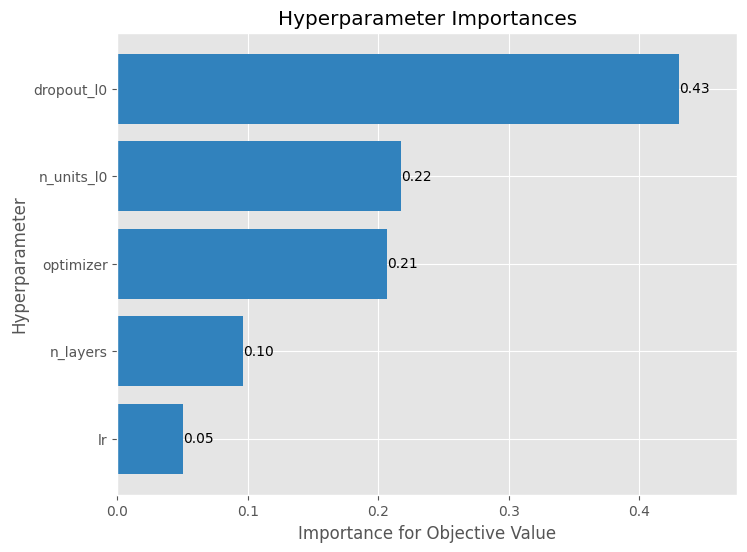 Hyperparameter Importances
Hyperparameter
dropout_l0
0.43
n_units_l0
0.22
optimizer
0.21
n_layers
0.10
lr
0.05
0.0 0.1 0.2 0.3 0.4
Importance for Objective Value